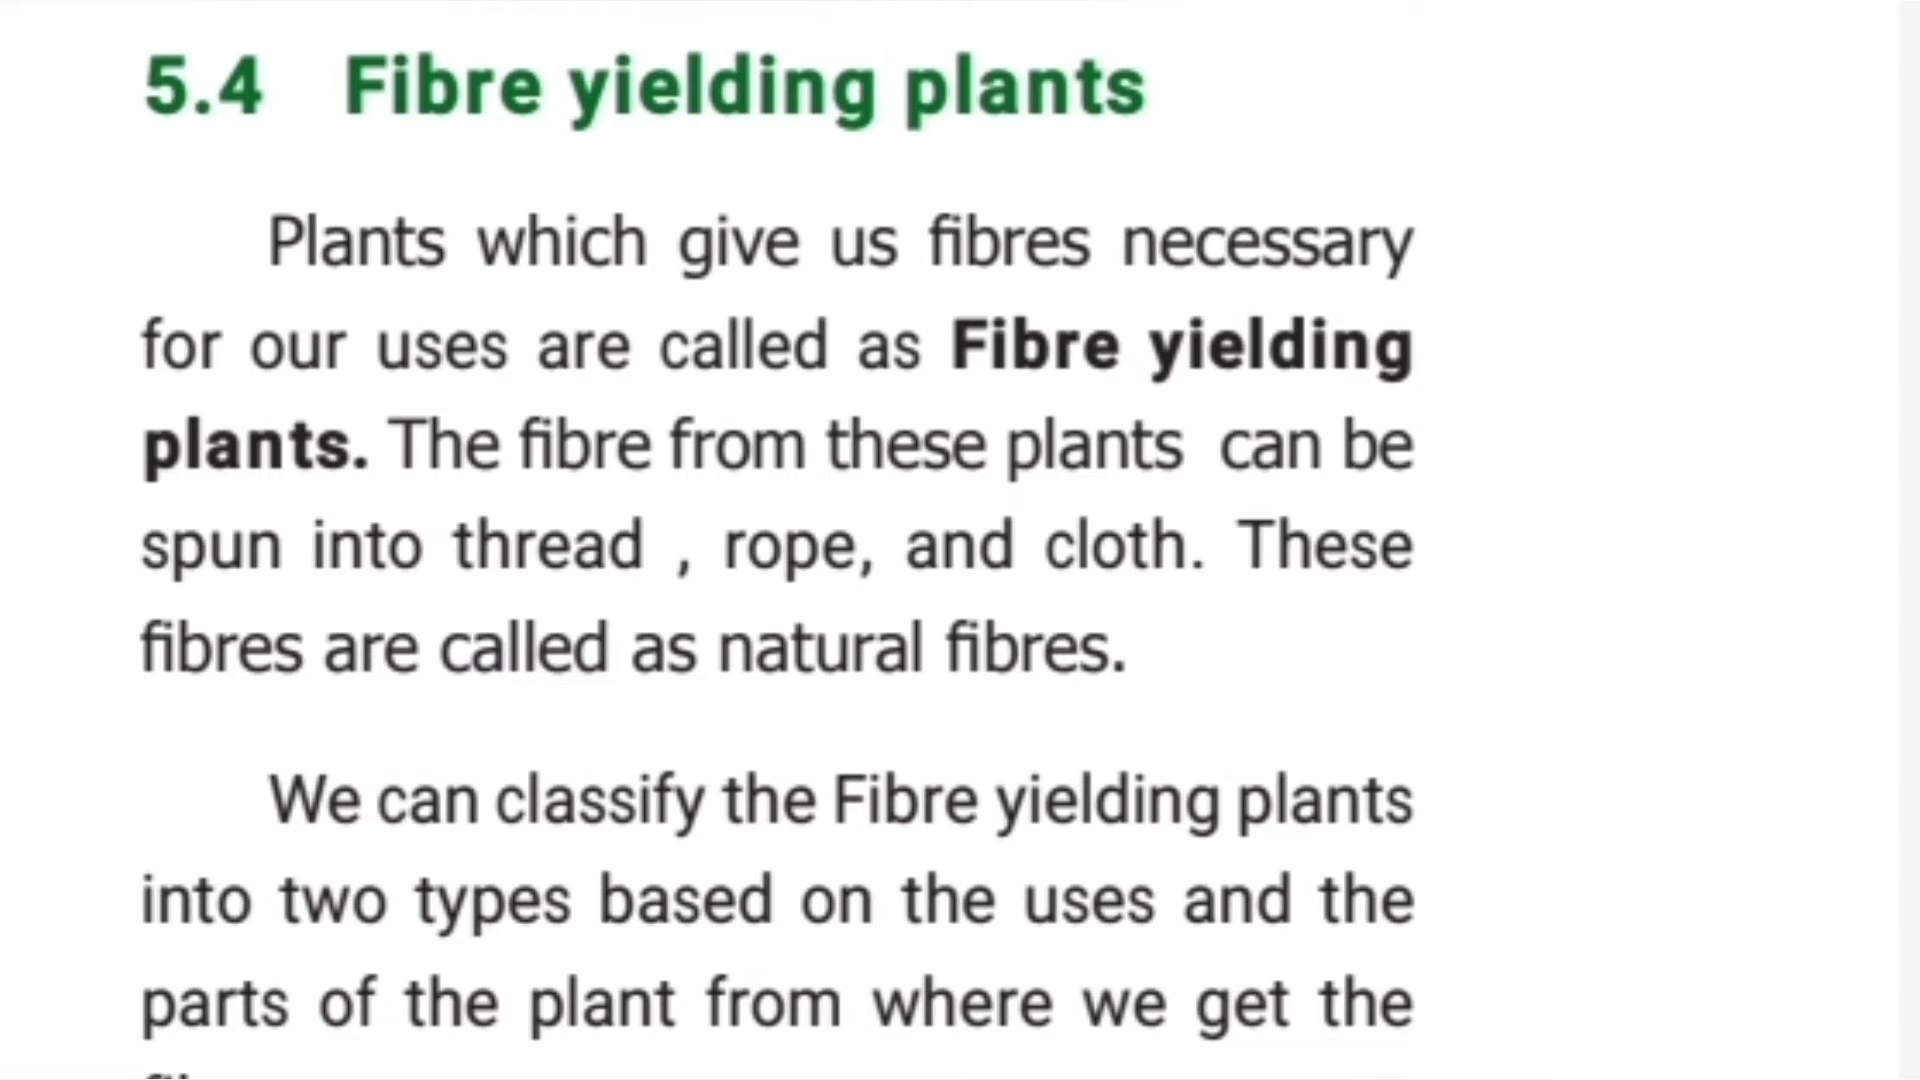 5.4 Fibre yielding plants
Plants which give us fibres necessary
for our uses are called as Fibre yielding
plants. The fibre from these plants can be
spun into thread , rope, and cloth. These
fibres are called as natural fibres.
We can classify the Fibre yielding plants
into two types based on the uses and the
parts of the plant from where we get the